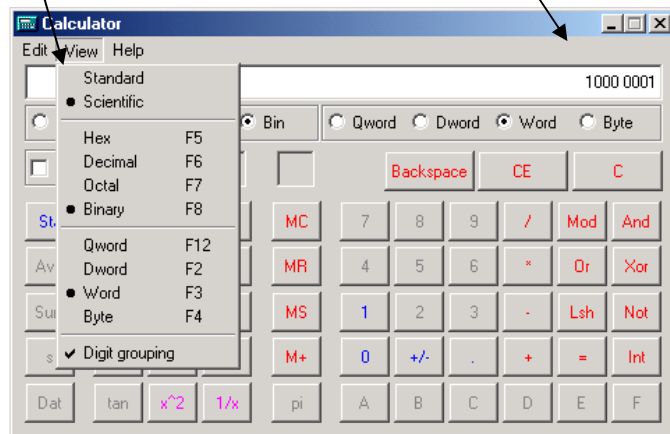 Calculator
Edit View Help
1000 0001
Standard
Scientific
Hex F5
Decimal F6
Octal F7
Binary F8
Qword F12
Dword F2
Word F3
Byte F4
Digit grouping
Bin Qword Dword Word Byte
Backspace CE C
MC 7 8 9 / Mod And
MR 4 5 6 * Or Xor
MS 1 2 3 - Lsh Not
M+ 0 +/- . + = Int
Dat tan x^2 1/x pi A B C D E F